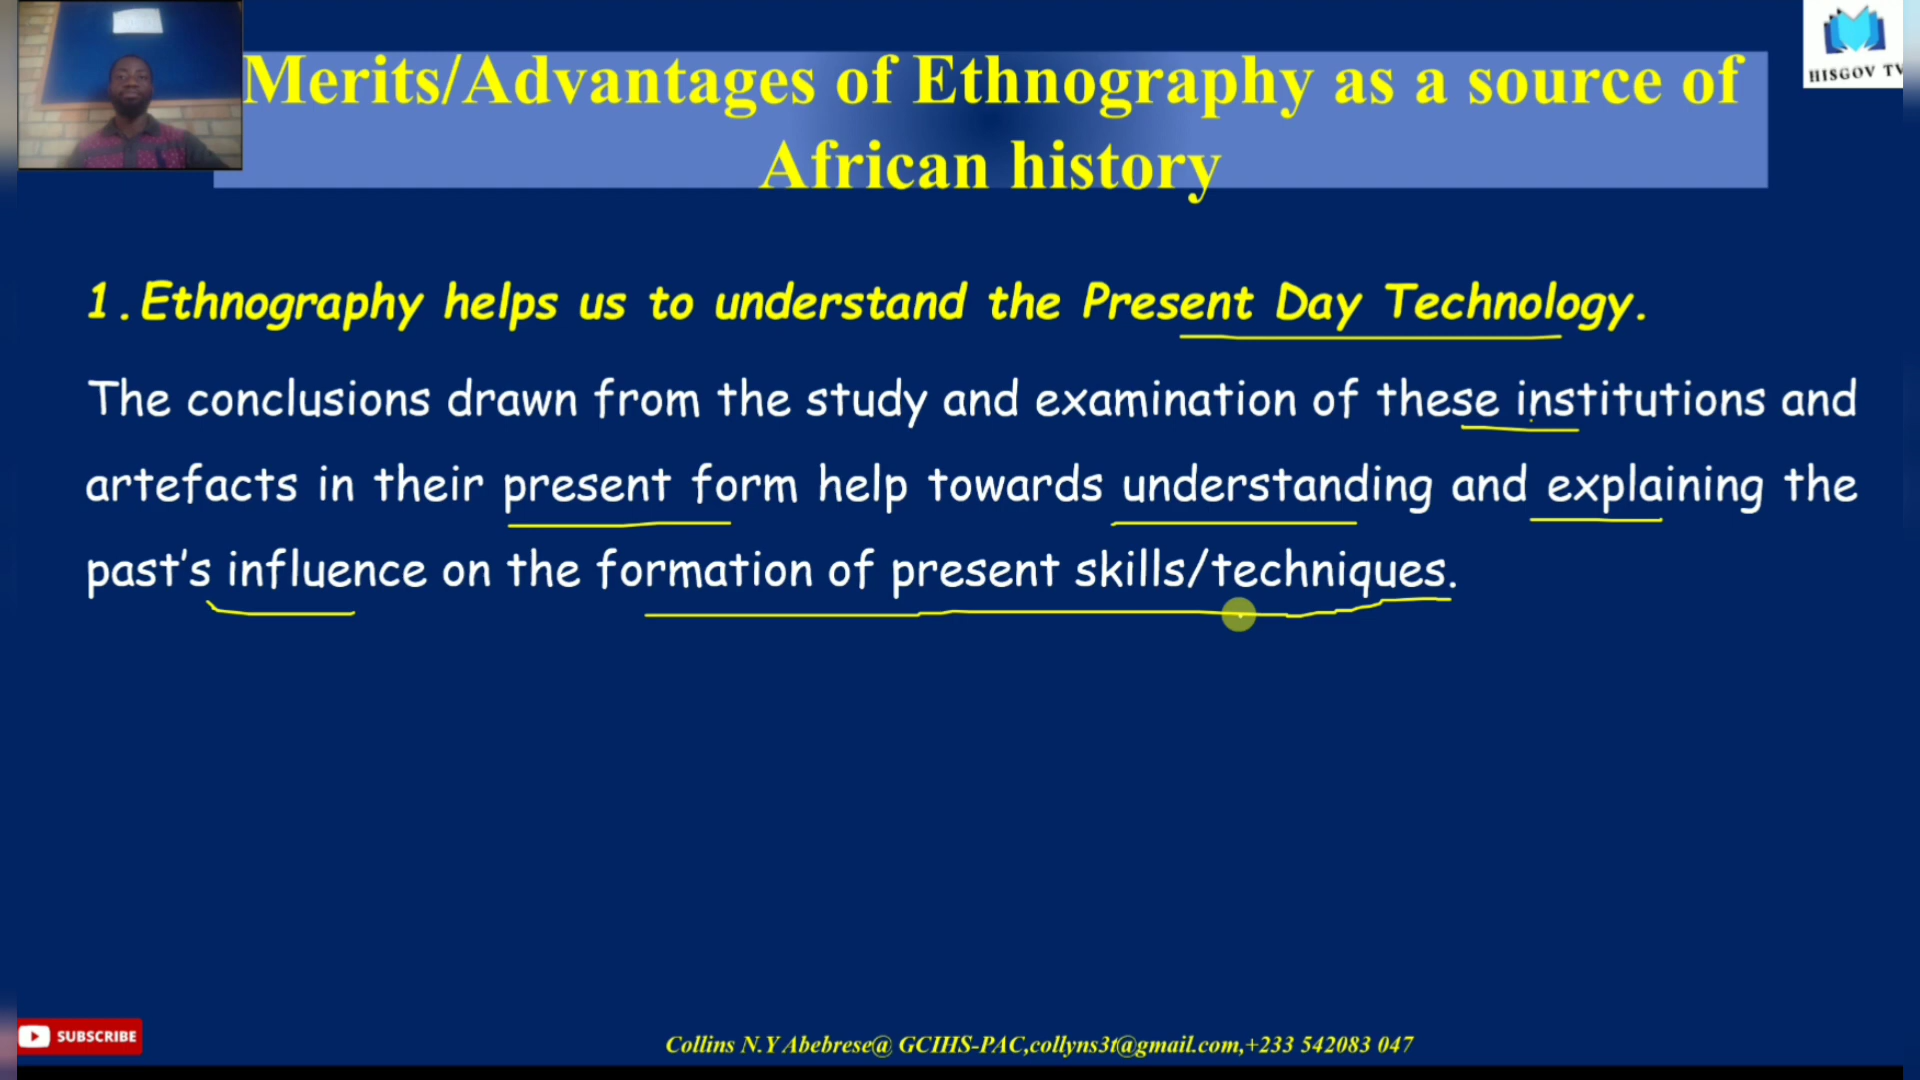 HISGOV TV
Merits/Advantages of Ethnography as a source of
African history
1. Ethnography helps us to understand the Present Day Technology.
The conclusions drawn from the study and examination of these institutions and
artefacts in their present form help towards understanding and explaining the
past’s influence on the formation of present skills/techniques.
SUBSCRIBE
Collins N.Y Abebrese@ GCIHS-PAC,collyns3t@gmail.com,+233 542083 047